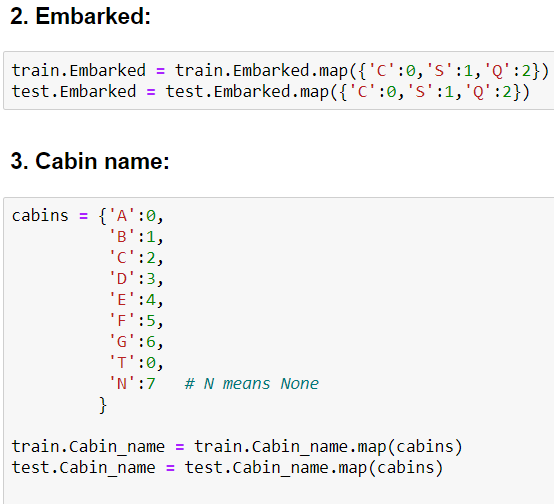 2. Embarked:
train.Embarked = train.Embarked.map({'C':0,'S':1,'Q':2})
test.Embarked = test.Embarked.map({'C':0,'S':1,'Q':2})
3. Cabin name:
cabins = {'A':0,
'B':1,
'C':2,
'D':3,
'E':4,
'F':5,
'G':6,
'T':0,
'N':7   # N means None
}
train.Cabin_name = train.Cabin_name.map(cabins)
test.Cabin_name = test.Cabin_name.map(cabins)